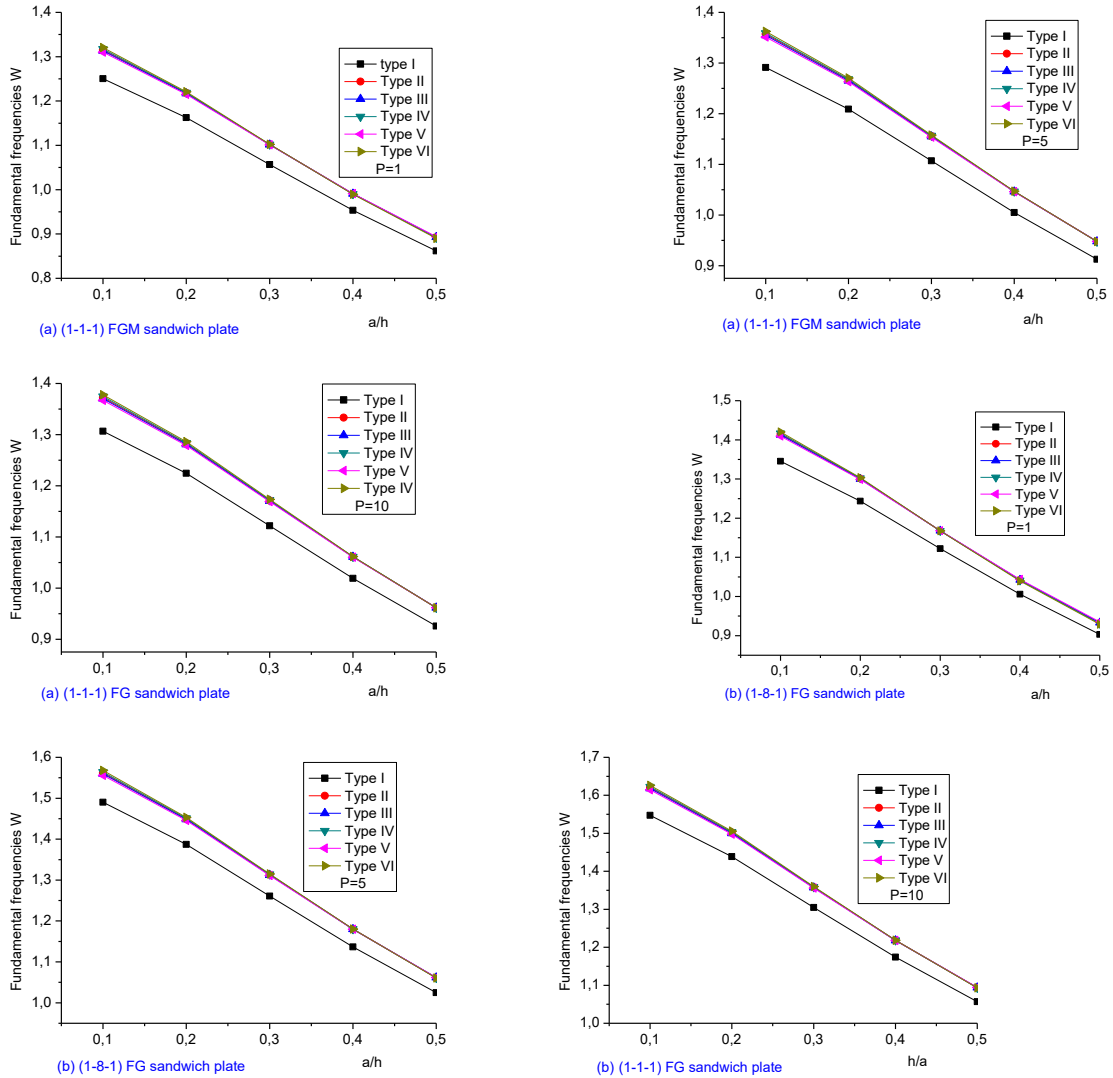 Fundamental frequencies W
1,4
1,3
1,2
1,1
1,0
0,9
0,8
0,1
0,2
0,3
0,4
0,5
type I
Type II
Type III
Type IV
Type V
Type VI
P=1
a/h
(a) (1-1-1) FGM sandwich plate
Fundamental frequencies W
1,4
1,3
1,2
1,1
1,0
0,9
0,1
0,2
0,3
0,4
0,5
Type I
Type II
Type III
Type IV
Type V
Type VI
P=5
a/h
(a) (1-1-1) FGM sandwich plate
Fundamental frequencies W
1,4
1,3
1,2
1,1
1,0
0,9
0,1
0,2
0,3
0,4
0,5
Type I
Type II
Type III
Type IV
Type V
Type IV
P=10
a/h
(a) (1-1-1) FG sandwich plate
Fundamental frequencies W
1,5
1,4
1,3
1,2
1,1
1,0
0,9
0,1
0,2
0,3
0,4
0,5
Type I
Type II
Type III
Type IV
Type V
Type VI
P=1
a/h
(b) (1-8-1) FG sandwich plate
Fundamental frequencies W
1,6
1,5
1,4
1,3
1,2
1,1
1,0
0,1
0,2
0,3
0,4
0,5
Type I
Type II
Type III
Type IV
Type V
Type VI
P=5
a/h
(b) (1-8-1) FG sandwich plate
Fundamental frequencies W
1,7
1,6
1,5
1,4
1,3
1,2
1,1
1,0
0,1
0,2
0,3
0,4
0,5
Type I
Type II
Type III
Type IV
Type V
Type VI
P=10
h/a
(b) (1-1-1) FG sandwich plate